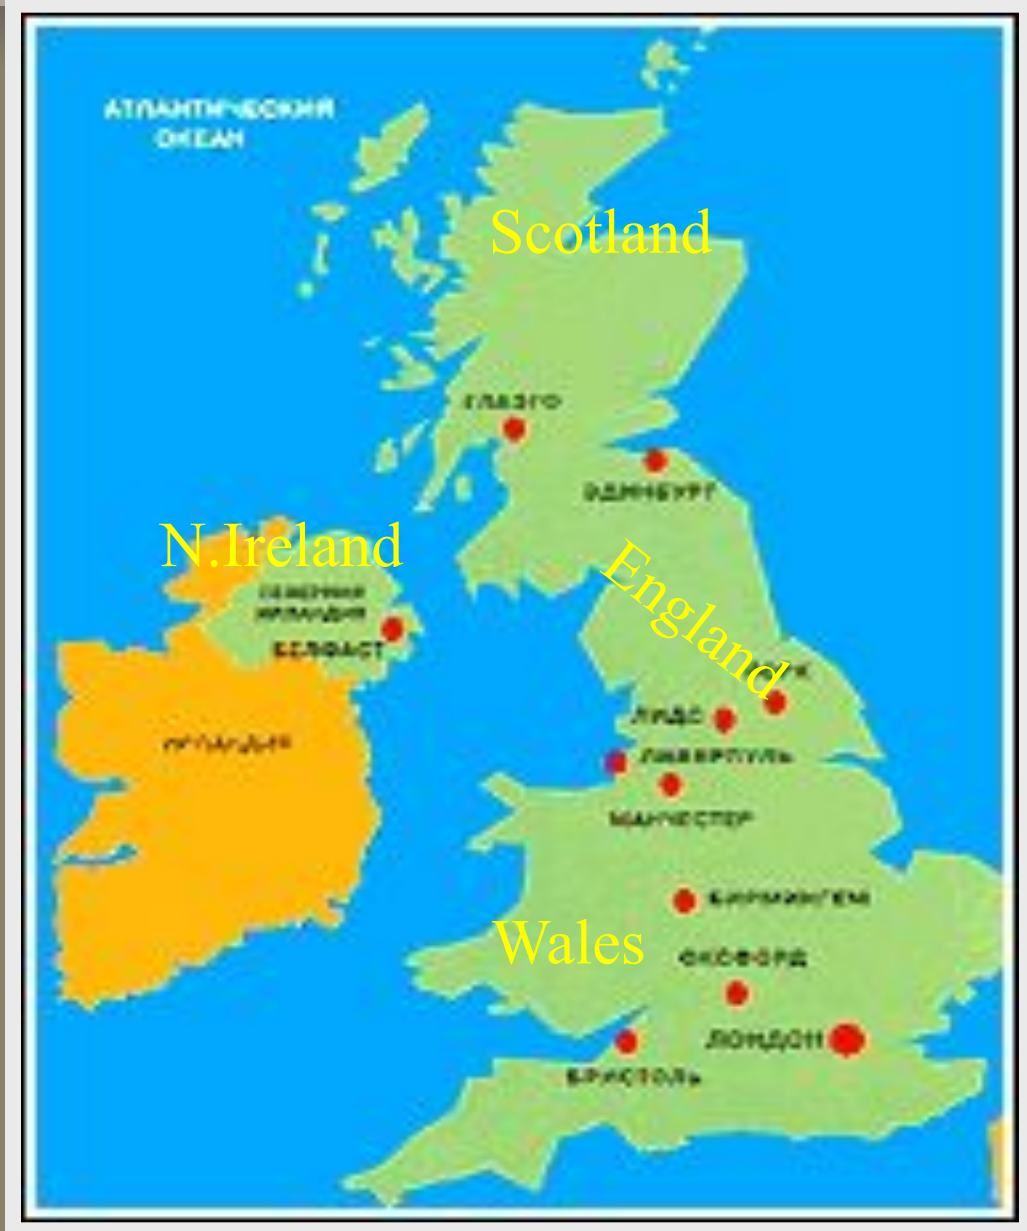 АТЛАНТИЧЕСКИЙ
ОКЕАН
Scotland
ГЛАЗГО
ЭДИНБУРГ
N.Ireland
England
СЕВЕРНАЯ
ИРЛАНДИЯ
БЕЛФАСТ
ЛИДС
ИРЛАНДИЯ
ЛИВЕРПУЛЬ
МАНЧЕСТЕР
БИРМИНГЕМ
Wales
ОКСФОРД
ЛОНДОН
БРИСТОЛЬ